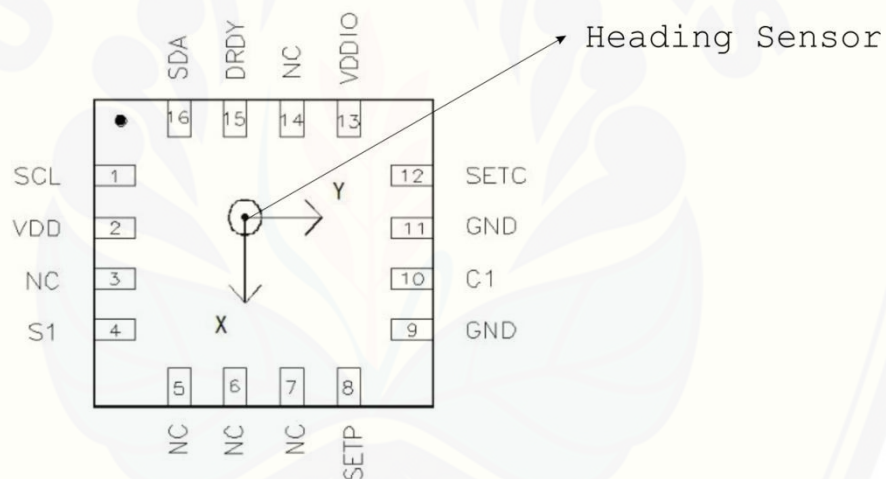 SDA
DRDY
NC
VDDIO
Heading Sensor
16
15
14
13
SCL
1
12
SETC
Y
VDD
2
11
GND
NC
3
10
C1
S1
4
X
9
GND
5
6
7
8
NC
NC
NC
SETP